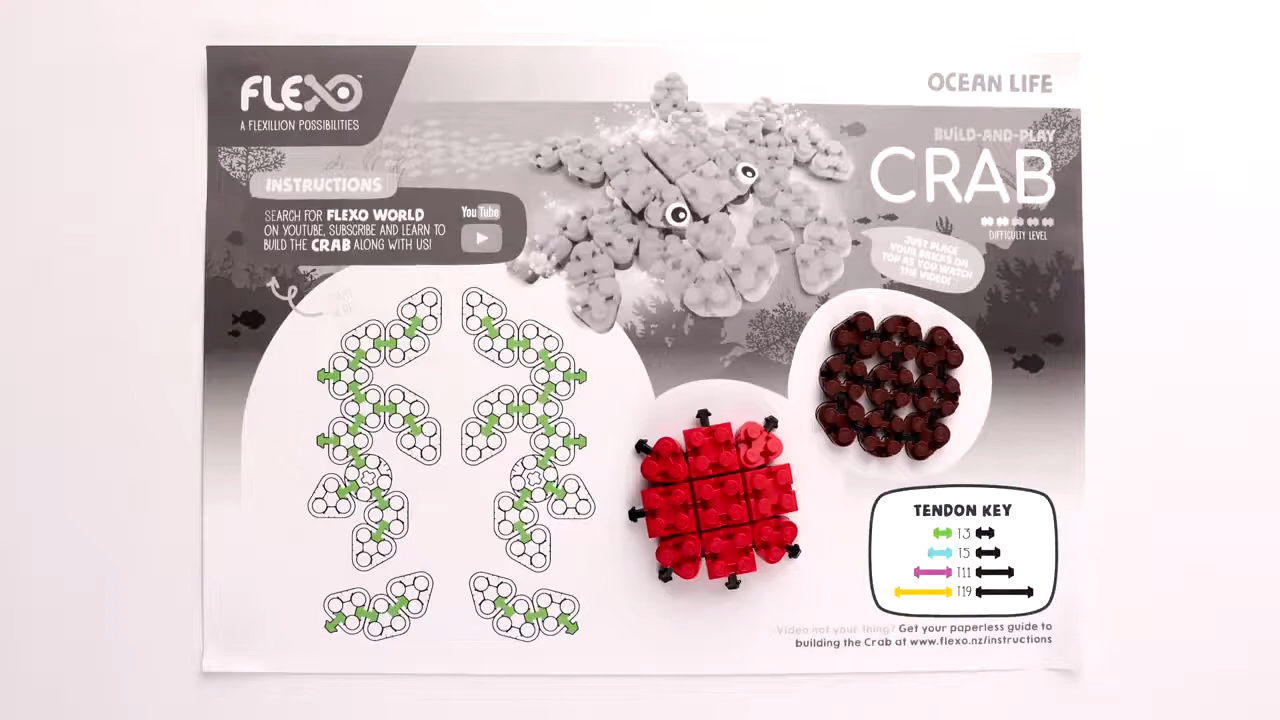 FLEXO
A FLEXILLION POSSIBILITIES
OCEAN LIFE
BUILD-AND-PLAY
CRAB
DIFFICULTY LEVEL
INSTRUCTIONS
SEARCH FOR FLEXO WORLD
ON YOUTUBE, SUBSCRIBE AND LEARN TO
BUILD THE CRAB ALONG WITH US!
YouTube
JUST PLACE
YOUR BRICKS ON
TOP AS YOU WATCH
THE VIDEO!
START
HERE
TENDON KEY
T3
T5
T11
T19
Video not your thing? Get your paperless guide to
building the Crab at www.flexo.nz/instructions